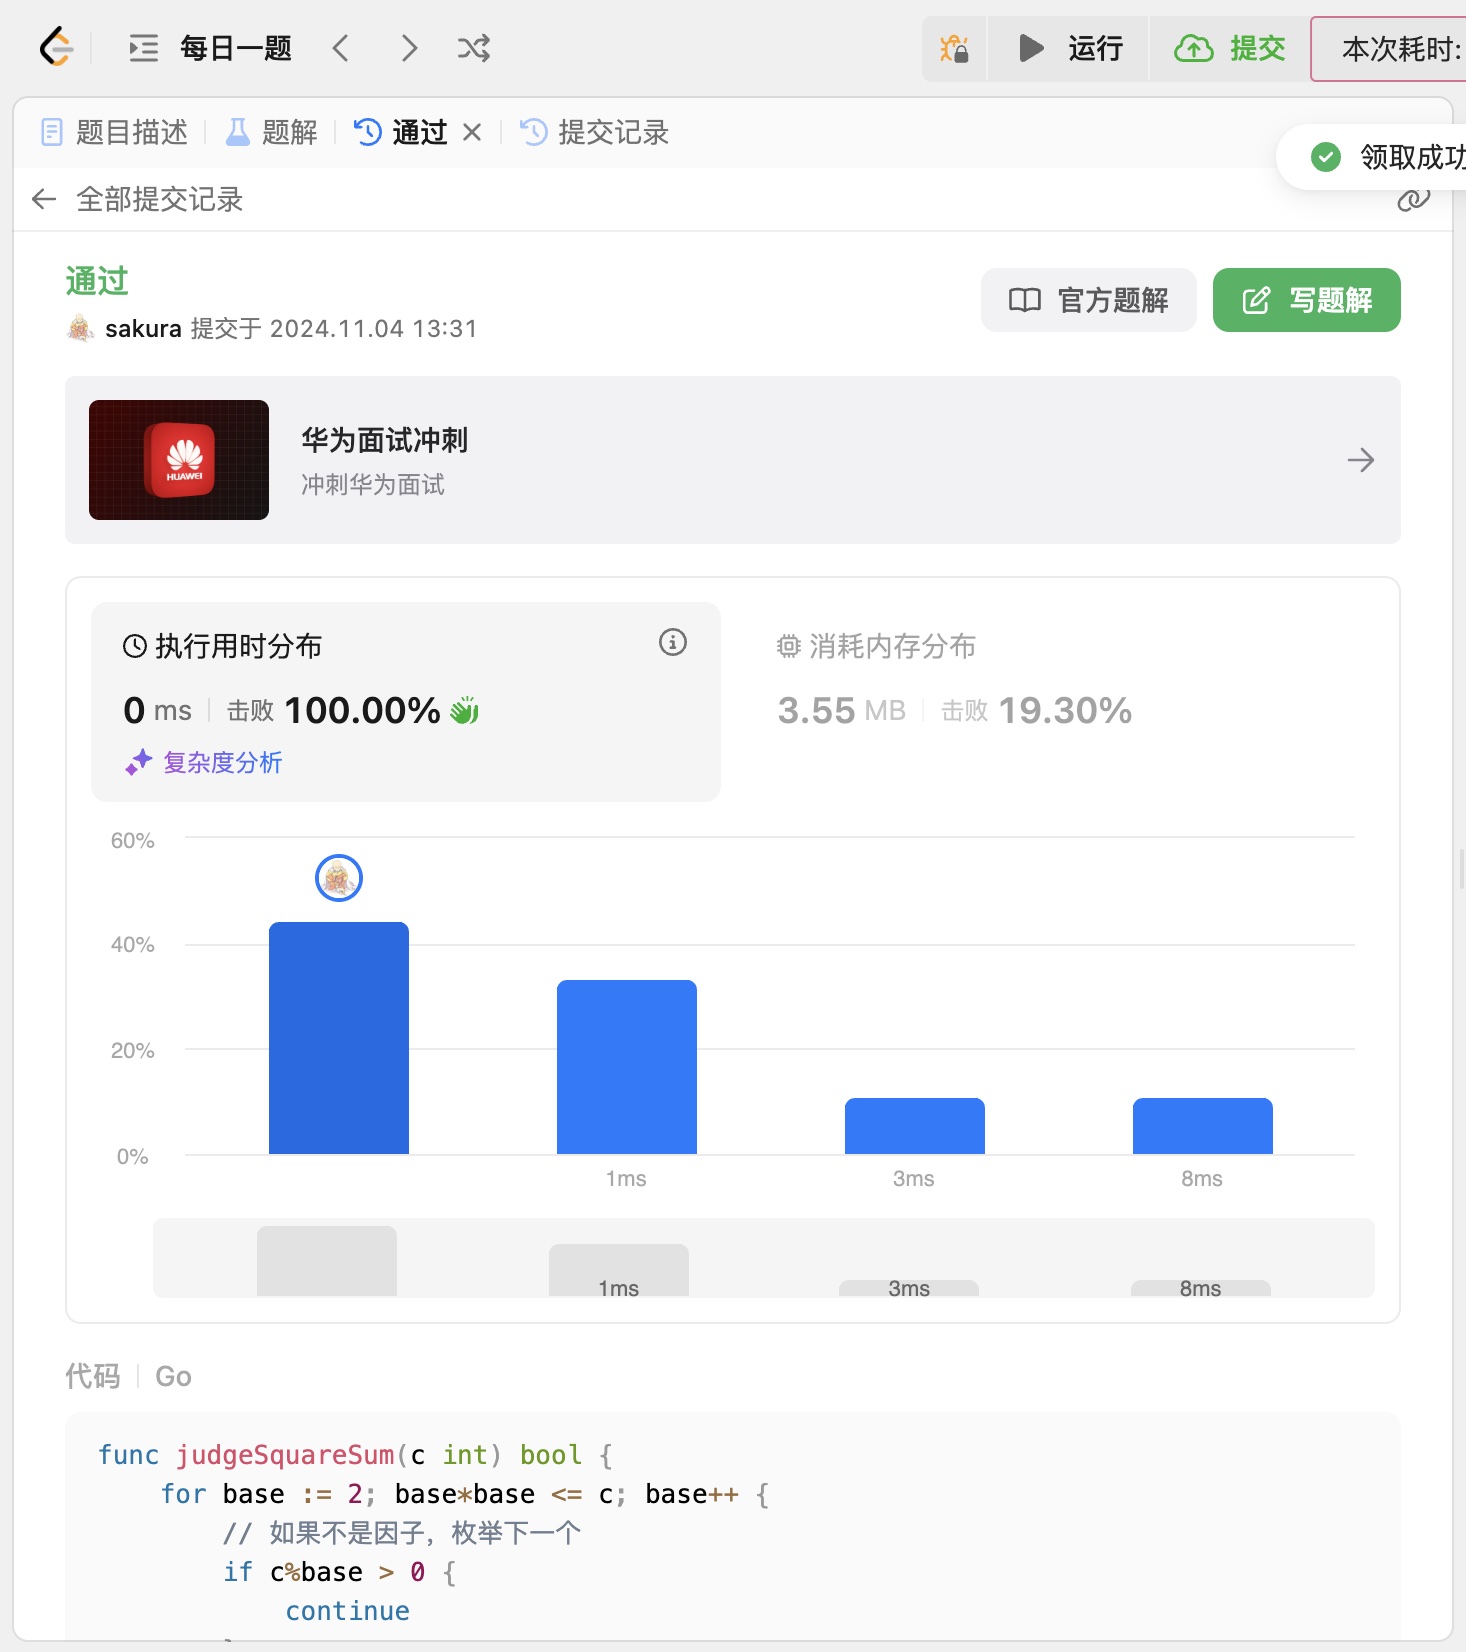 每日一题
运行
提交
本次耗时:
题目描述
题解
通过
提交记录
领取成功
全部提交记录
通过
sakura 提交于 2024.11.04 13:31
官方题解
写题解
HUAWEI
华为面试冲刺
冲刺华为面试
执行用时分布
0 ms
击败 100.00%
复杂度分析
消耗内存分布
3.55 MB
击败 19.30%
60%
40%
20%
0%
1ms
3ms
8ms
1ms
3ms
8ms
代码
Go
func judgeSquareSum(c int) bool {
    for base := 2; base*base <= c; base++ {
        // 如果不是因子，枚举下一个
        if c%base > 0 {
            continue